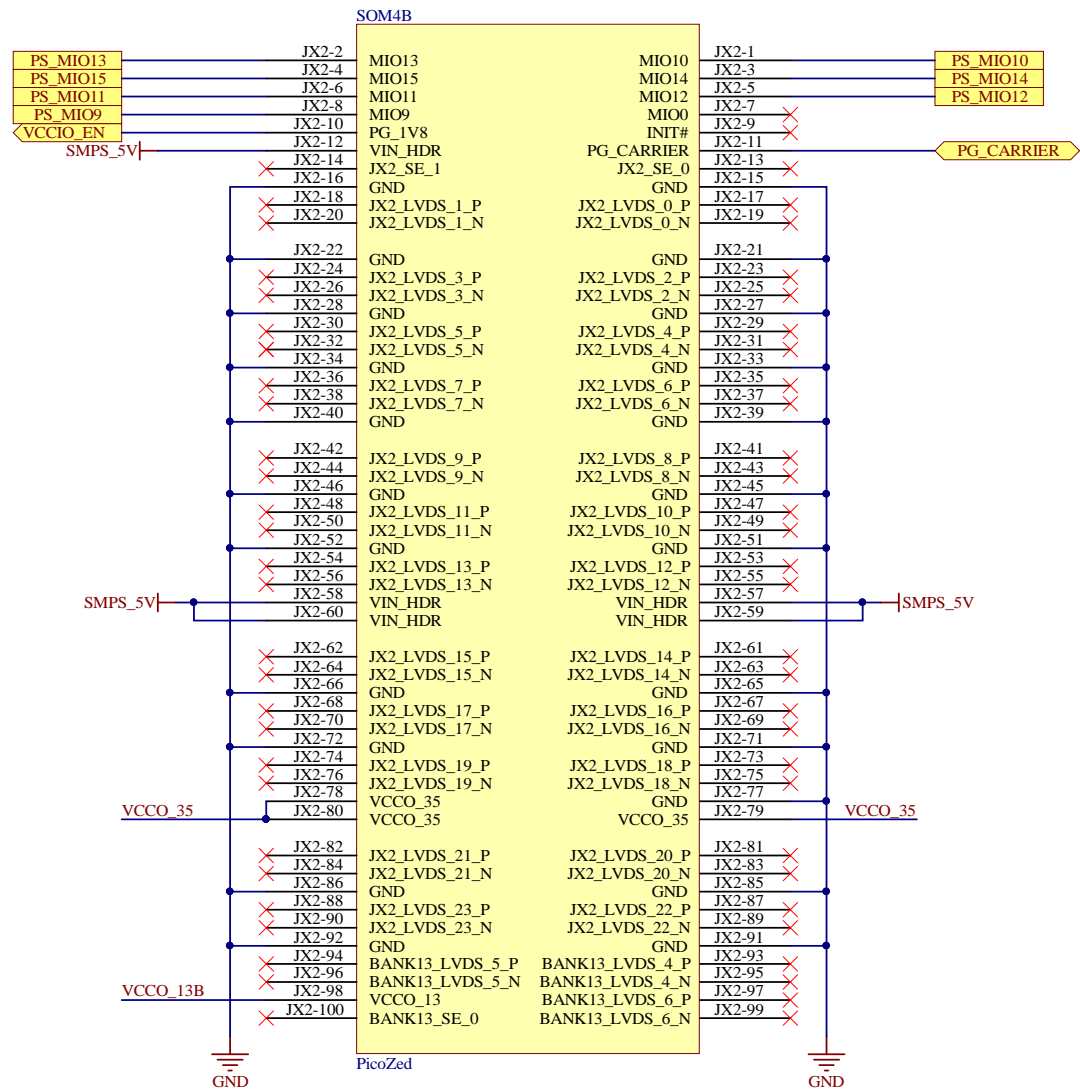 SOM4B
PS_MIO13 JX2-2 MIO13 MIO10 JX2-1 PS_MIO10
PS_MIO15 JX2-4 MIO15 MIO14 JX2-3 PS_MIO14
PS_MIO11 JX2-6 MIO11 MIO12 JX2-5 PS_MIO12
PS_MIO9 JX2-8 MIO9 MIO0 JX2-7
VCCIO_EN JX2-10 PG_1V8 INIT# JX2-9
SMPS_5V JX2-12 VIN_HDR PG_CARRIER JX2-11 PG_CARRIER
JX2-14 JX2_SE_1 JX2_SE_0 JX2-13
JX2-16 GND GND JX2-15
JX2-18 JX2_LVDS_1_P JX2_LVDS_0_P JX2-17
JX2-20 JX2_LVDS_1_N JX2_LVDS_0_N JX2-19
JX2-22 GND GND JX2-21
JX2-24 JX2_LVDS_3_P JX2_LVDS_2_P JX2-23
JX2-26 JX2_LVDS_3_N JX2_LVDS_2_N JX2-25
JX2-28 GND GND JX2-27
JX2-30 JX2_LVDS_5_P JX2_LVDS_4_P JX2-29
JX2-32 JX2_LVDS_5_N JX2_LVDS_4_N JX2-31
JX2-34 GND GND JX2-33
JX2-36 JX2_LVDS_7_P JX2_LVDS_6_P JX2-35
JX2-38 JX2_LVDS_7_N JX2_LVDS_6_N JX2-37
JX2-40 GND GND JX2-39
JX2-42 JX2_LVDS_9_P JX2_LVDS_8_P JX2-41
JX2-44 JX2_LVDS_9_N JX2_LVDS_8_N JX2-43
JX2-46 GND GND JX2-45
JX2-48 JX2_LVDS_11_P JX2_LVDS_10_P JX2-47
JX2-50 JX2_LVDS_11_N JX2_LVDS_10_N JX2-49
JX2-52 GND GND JX2-51
JX2-54 JX2_LVDS_13_P JX2_LVDS_12_P JX2-53
JX2-56 JX2_LVDS_13_N JX2_LVDS_12_N JX2-55
SMPS_5V JX2-58 VIN_HDR VIN_HDR JX2-57 SMPS_5V
JX2-60 VIN_HDR VIN_HDR JX2-59
JX2-62 JX2_LVDS_15_P JX2_LVDS_14_P JX2-61
JX2-64 JX2_LVDS_15_N JX2_LVDS_14_N JX2-63
JX2-66 GND GND JX2-65
JX2-68 JX2_LVDS_17_P JX2_LVDS_16_P JX2-67
JX2-70 JX2_LVDS_17_N JX2_LVDS_16_N JX2-69
JX2-72 GND GND JX2-71
JX2-74 JX2_LVDS_19_P JX2_LVDS_18_P JX2-73
JX2-76 JX2_LVDS_19_N JX2_LVDS_18_N JX2-75
JX2-78 VCCO_35 GND JX2-77
VCCO_35 JX2-80 VCCO_35 VCCO_35 JX2-79 VCCO_35
JX2-82 JX2_LVDS_21_P JX2_LVDS_20_P JX2-81
JX2-84 JX2_LVDS_21_N JX2_LVDS_20_N JX2-83
JX2-86 GND GND JX2-85
JX2-88 JX2_LVDS_23_P JX2_LVDS_22_P JX2-87
JX2-90 JX2_LVDS_23_N JX2_LVDS_22_N JX2-89
JX2-92 GND GND JX2-91
JX2-94 BANK13_LVDS_5_P BANK13_LVDS_4_P JX2-93
JX2-96 BANK13_LVDS_5_N BANK13_LVDS_4_N JX2-95
VCCO_13B JX2-98 VCCO_13 BANK13_LVDS_6_P JX2-97
JX2-100 BANK13_SE_0 BANK13_LVDS_6_N JX2-99
PicoZed
GND GND